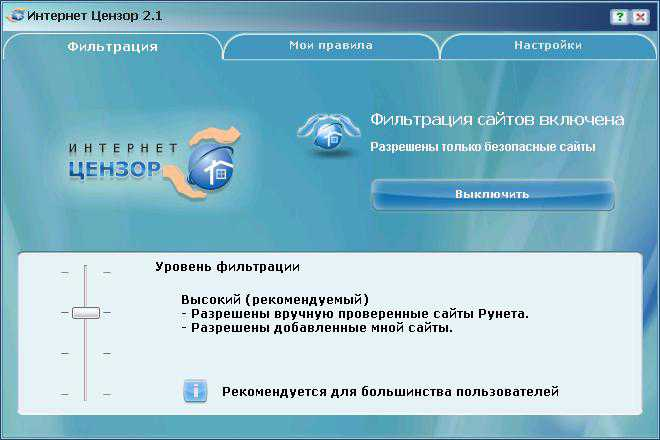 Интернет Цензор 2.1
Фильтрация
Мои правила
Настройки
ИНТЕРНЕТ
ЦЕНЗОР
Фильтрация сайтов включена
Разрешены только безопасные сайты
Выключить
Уровень фильтрации
Высокий (рекомендуемый)
- Разрешены вручную проверенные сайты Рунета.
- Разрешены добавленные мной сайты.
Рекомендуется для большинства пользователей